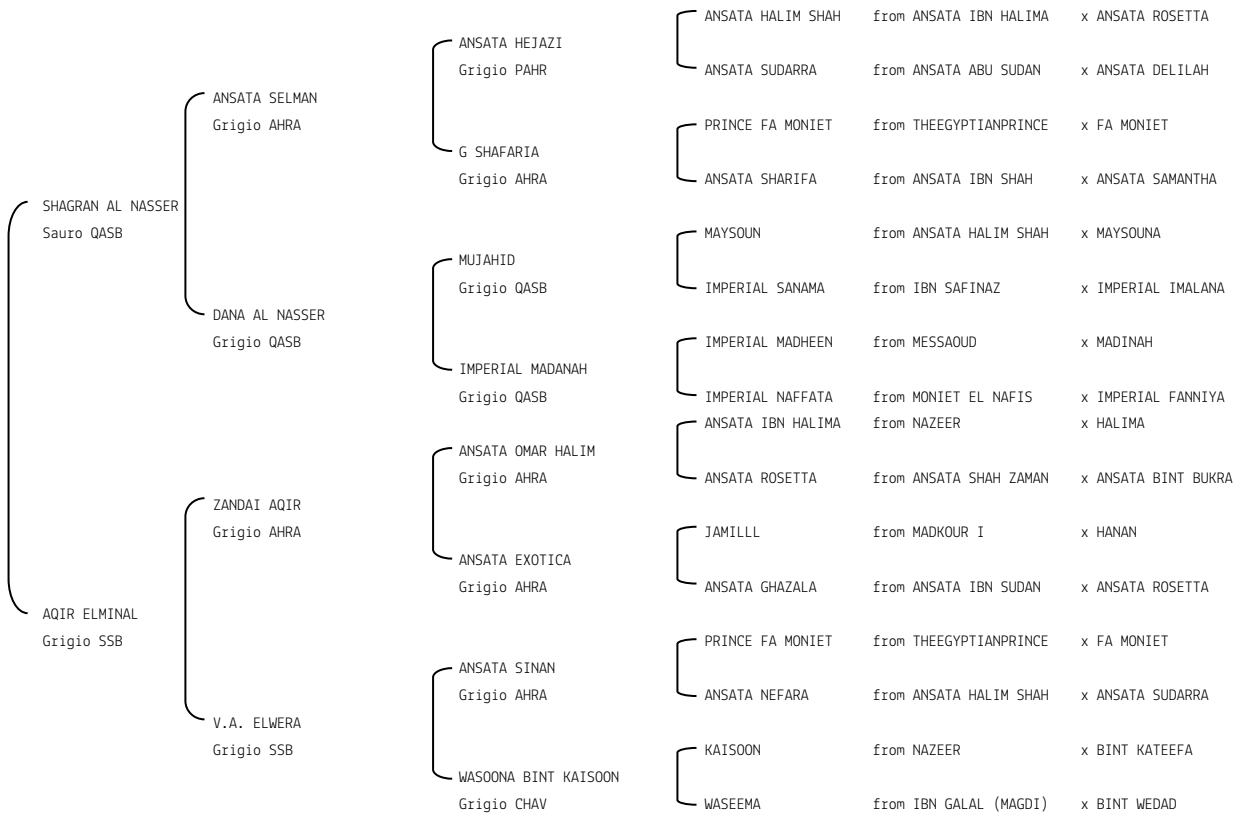 ANSATA HALIM SHAH from ANSATA IBN HALIMA x ANSATA ROSETTA
ANSATA HEJAZI
Grigio PAHR ANSATA SUDARRA from ANSATA ABU SUDAN x ANSATA DELILAH
ANSATA SELMAN
Grigio AHRA PRINCE FA MONIET from THEEGYPTIANPRINCE x FA MONIET
G SHAFARIA
Grigio AHRA ANSATA SHARIFA from ANSATA IBN SHAH x ANSATA SAMANTHA
SHAGRAN AL NASSER
Sauro QASB MAYSOUN from ANSATA HALIM SHAH x MAYSOUNA
MUJAHID
Grigio QASB IMPERIAL SANAMA from IBN SAFINAZ x IMPERIAL IMALANA
DANA AL NASSER
Grigio QASB IMPERIAL MADHEEN from MESSAOUD x MADINAH
IMPERIAL MADANAH
Grigio QASB IMPERIAL NAFFATA from MONIET EL NAFIS x IMPERIAL FANNIYA
ANSATA IBN HALIMA from NAZEER x HALIMA
ANSATA OMAR HALIM
Grigio AHRA ANSATA ROSETTA from ANSATA SHAH ZAMAN x ANSATA BINT BUKRA
ZANDAI AQIR
Grigio AHRA JAMILLL from MADKOUR I x HANAN
ANSATA EXOTICA
Grigio AHRA ANSATA GHAZALA from ANSATA IBN SUDAN x ANSATA ROSETTA
AQIR ELMINAL
Grigio SSB PRINCE FA MONIET from THEEGYPTIANPRINCE x FA MONIET
ANSATA SINAN
Grigio AHRA ANSATA NEFARA from ANSATA HALIM SHAH x ANSATA SUDARRA
V.A. ELWERA
Grigio SSB KAISOON from NAZEER x BINT KATEEFA
WASOONA BINT KAISOON
Grigio CHAV WASEEMA from IBN GALAL (MAGDI) x BINT WEDAD